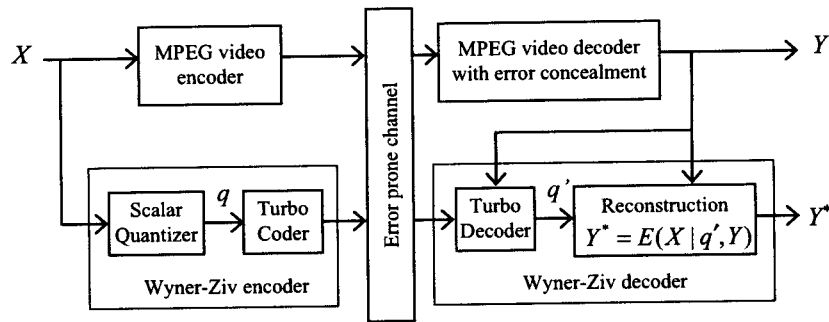 X
MPEG video
encoder
Error prone channel
MPEG video decoder
with error concealment
Y
Scalar
Quantizer
q
Turbo
Coder
Wyner-Ziv encoder
Turbo
Decoder
q'
Reconstruction
Y* = E(X | q', Y)
Y*
Wyner-Ziv decoder